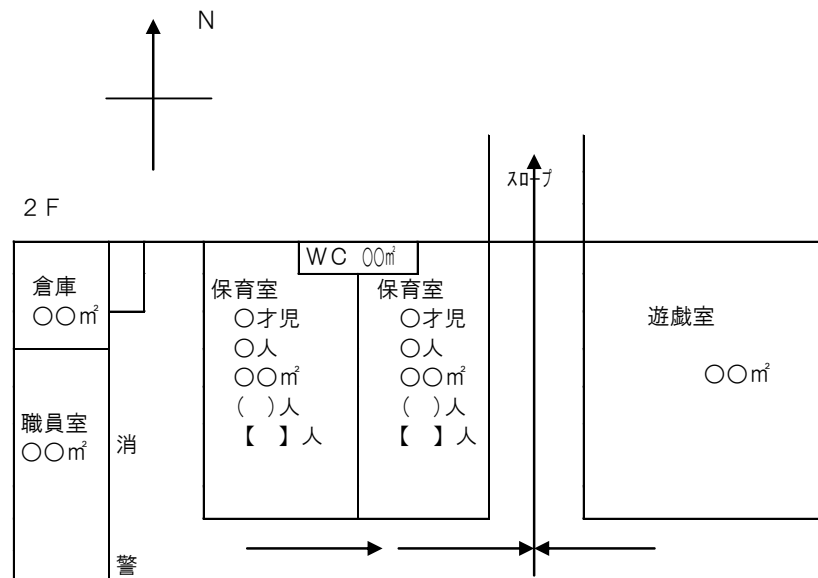 N
スロープ
２Ｆ
倉庫
○○㎡
WC ○○㎡
保育室
○才児
○人
○○㎡
(　)人
【　】人
保育室
○才児
○人
○○㎡
(　)人
【　】人
遊戯室
○○㎡
職員室
○○㎡
消
警